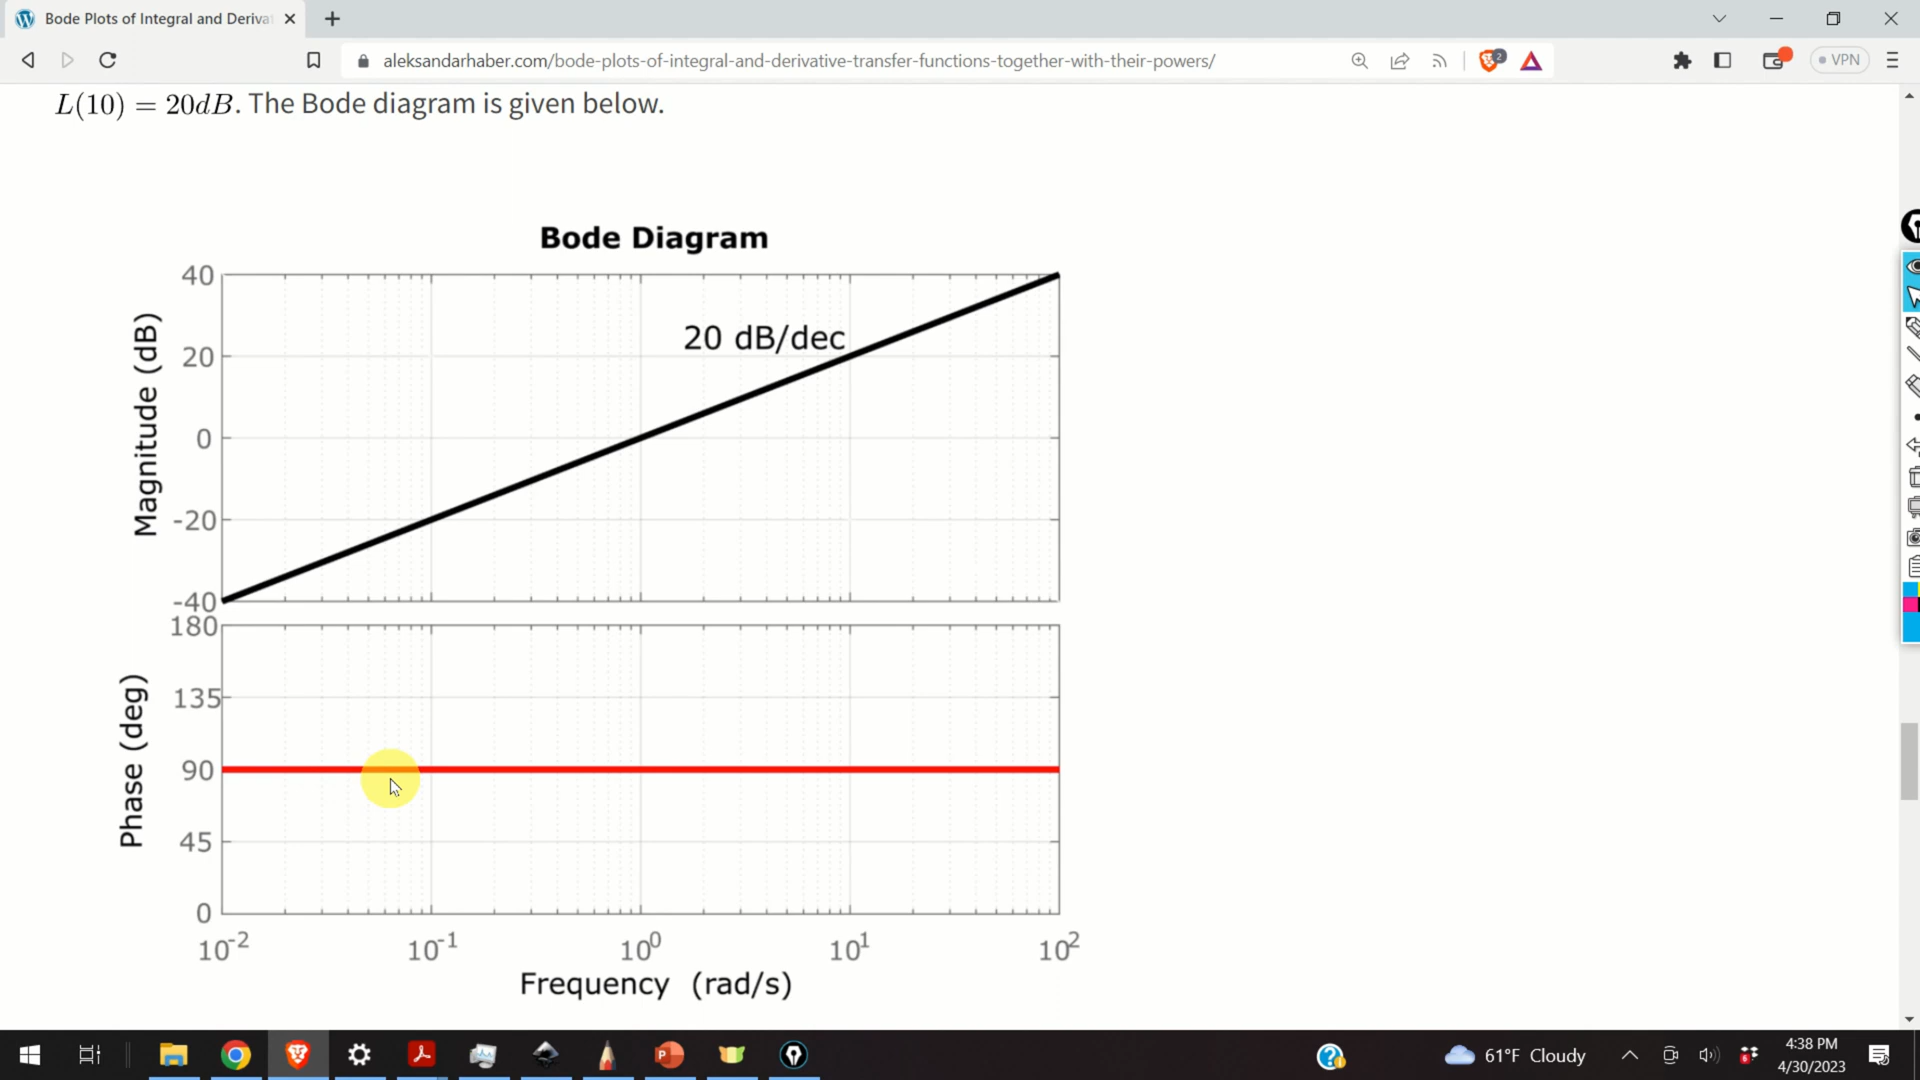 Bode Plots of Integral and Deriva
aleksandarhaber.com/bode-plots-of-integral-and-derivative-transfer-functions-together-with-their-powers/
2
VPN
L(10) = 20dB. The Bode diagram is given below.
Bode Diagram
Magnitude (dB)
40
20
0
-20
-40
20 dB/dec
Phase (deg)
180
135
90
45
0
10^-2 10^-1 10^0 10^1 10^2
Frequency (rad/s)
61°F Cloudy
4:38 PM
4/30/2023